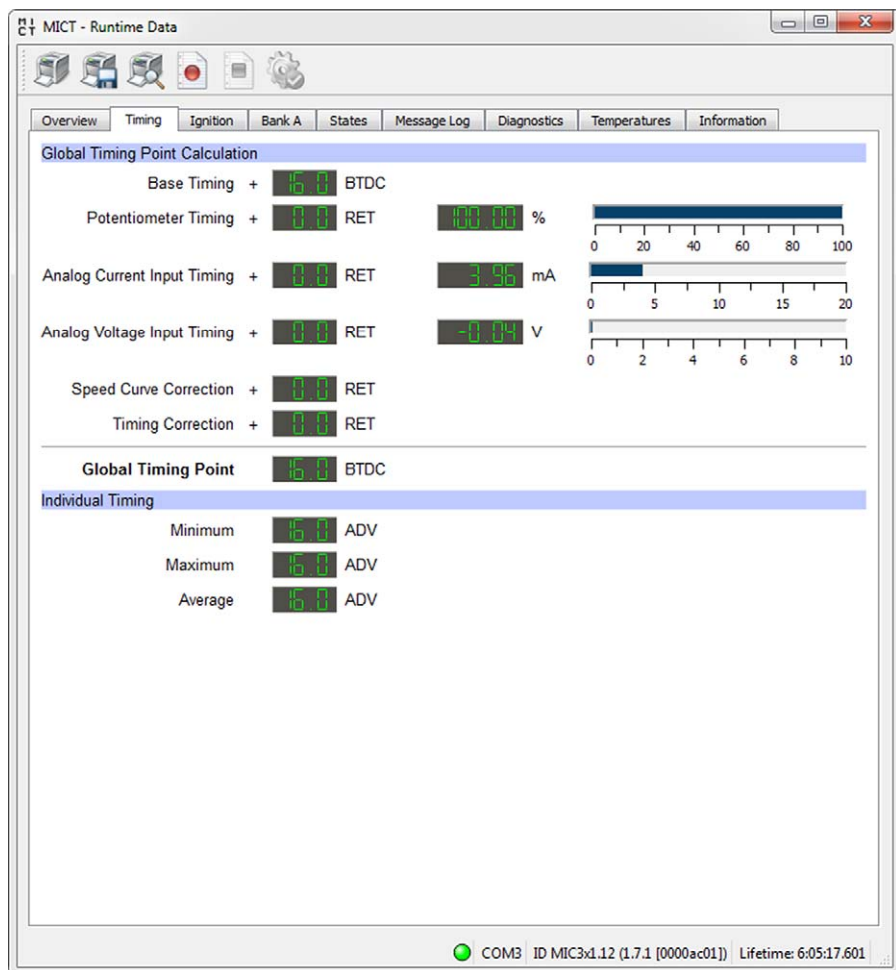 MICT MICT - Runtime Data
Overview Timing Ignition Bank A States Message Log Diagnostics Temperatures Information
Global Timing Point Calculation
Base Timing + 16.0 BTDC
Potentiometer Timing + 0.0 RET 100.00 %
0 20 40 60 80 100
Analog Current Input Timing + 0.0 RET 3.96 mA
0 5 10 15 20
Analog Voltage Input Timing + 0.0 RET -0.04 V
0 2 4 6 8 10
Speed Curve Correction + 0.0 RET
Timing Correction + 0.0 RET
Global Timing Point 16.0 BTDC
Individual Timing
Minimum 16.0 ADV
Maximum 16.0 ADV
Average 16.0 ADV
COM3 ID MIC3x1.12 (1.7.1 [0000ac01]) Lifetime: 6:05:17.601